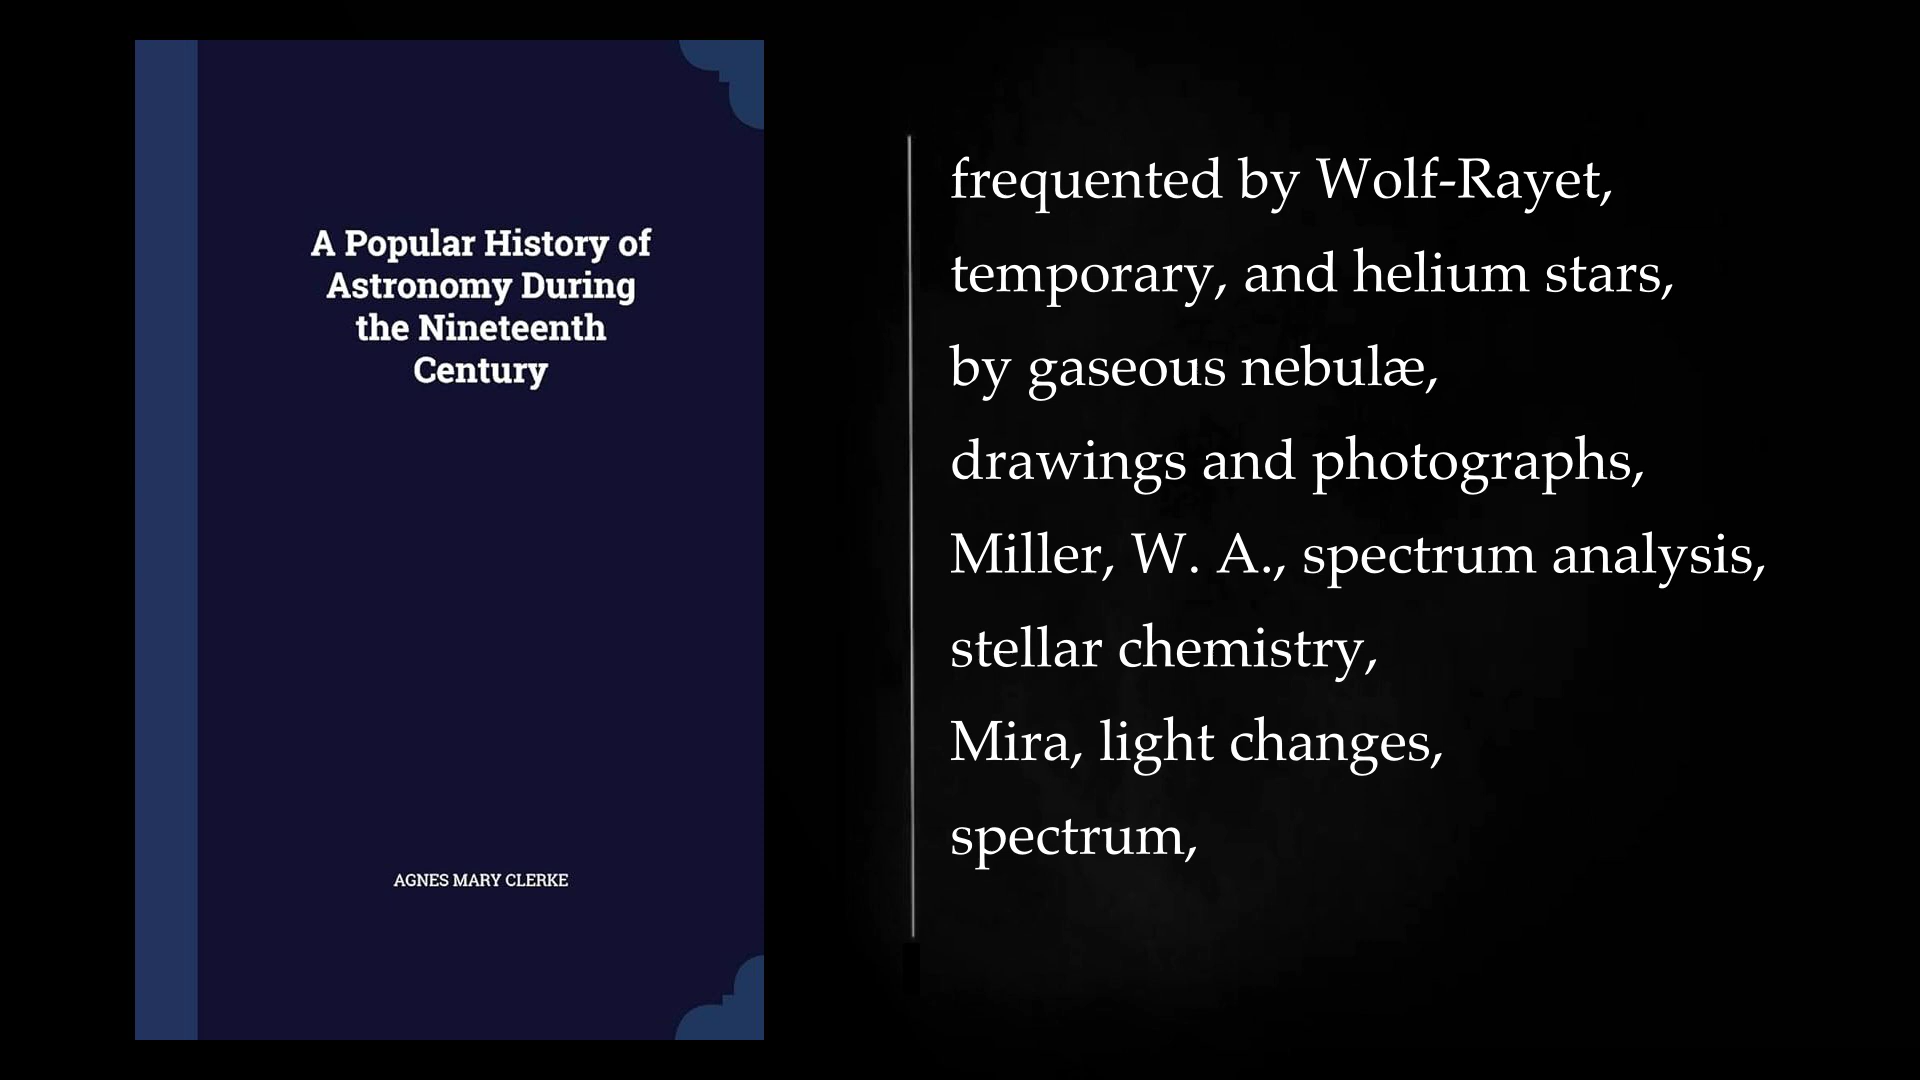 A Popular History of
Astronomy During
the Nineteenth
Century
AGNES MARY CLERKE
frequented by Wolf-Rayet,
temporary, and helium stars,
by gaseous nebulæ,
drawings and photographs,
Miller, W. A., spectrum analysis,
stellar chemistry,
Mira, light changes,
spectrum,